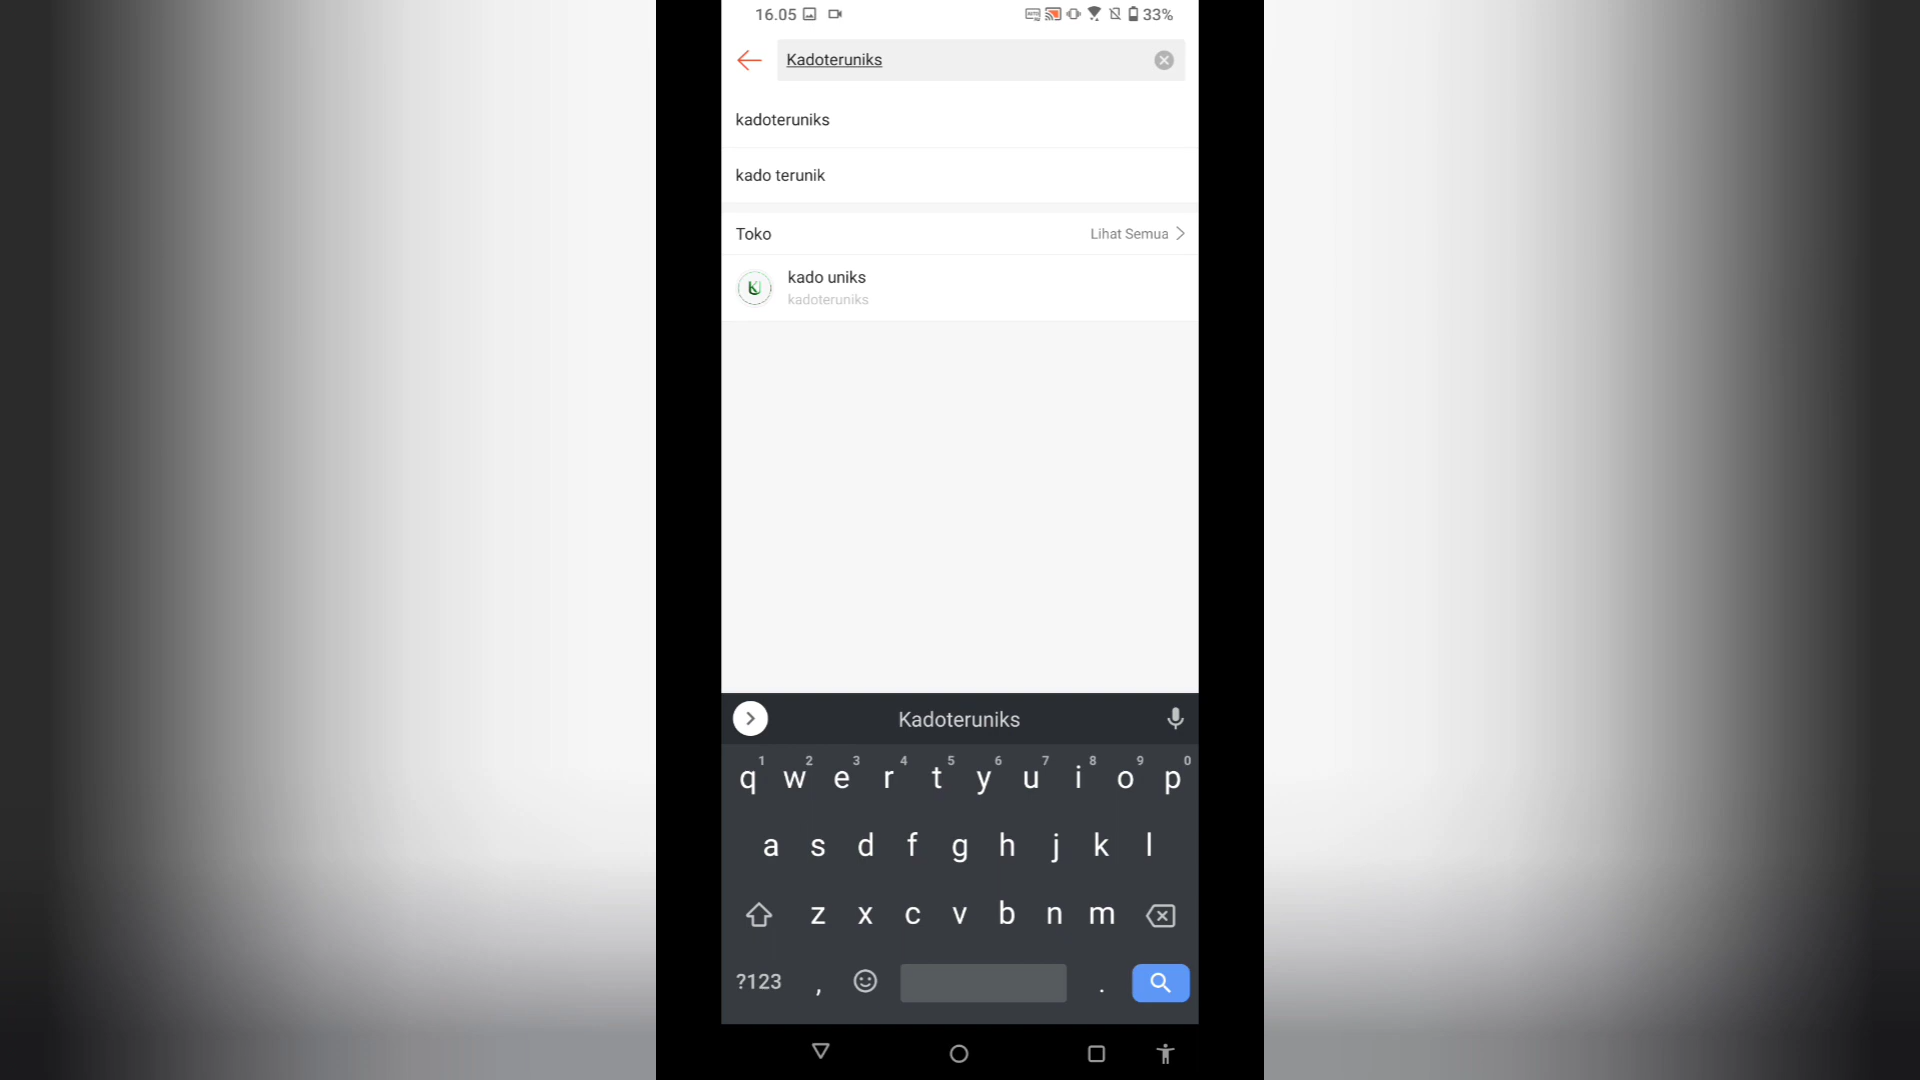 16.05 33%
Kadoteruniks
kadoteruniks
kado terunik
Toko Lihat Semua
KU kado uniks
kadoteruniks
Kadoteruniks
1 2 3 4 5 6 7 8 9 0
q w e r t y u i o p
a s d f g h j k l
z x c v b n m
?123 , .